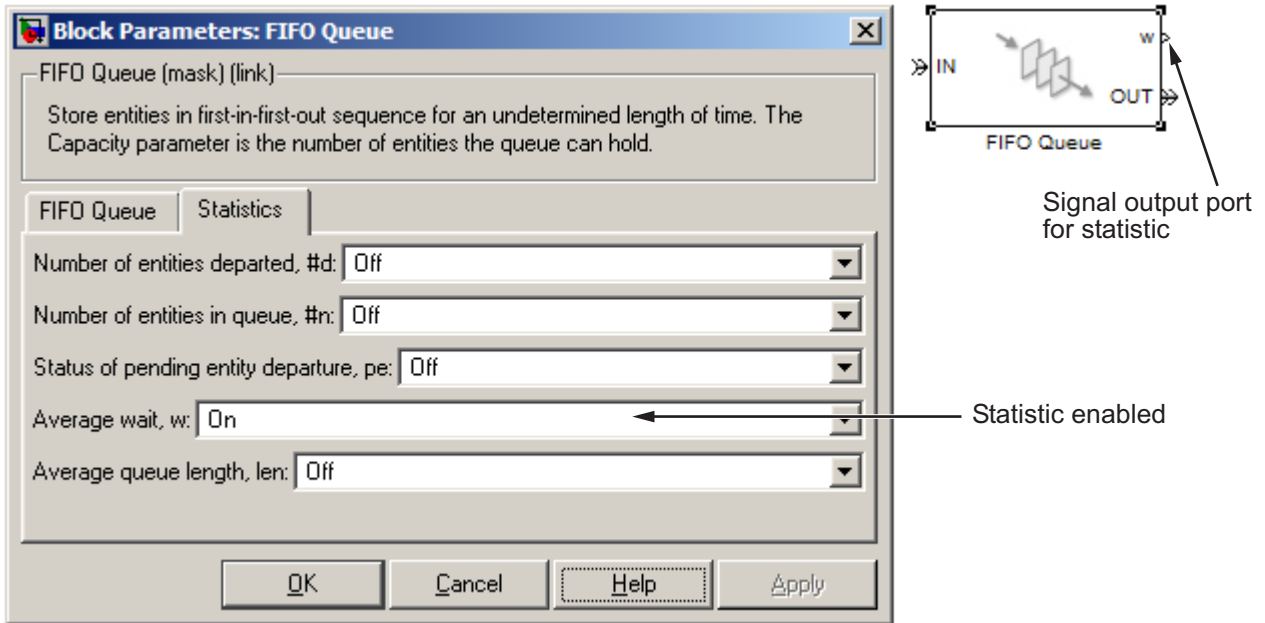 Block Parameters: FIFO Queue
FIFO Queue (mask) (link)
Store entities in first-in-first-out sequence for an undetermined length of time. The
Capacity parameter is the number of entities the queue can hold.
FIFO Queue
Statistics
Number of entities departed, #d: Off
Number of entities in queue, #n: Off
Status of pending entity departure, pe: Off
Average wait, w: On
Average queue length, len: Off
OK
Cancel
Help
Apply
w
IN
OUT
FIFO Queue
Signal output port
for statistic
Statistic enabled